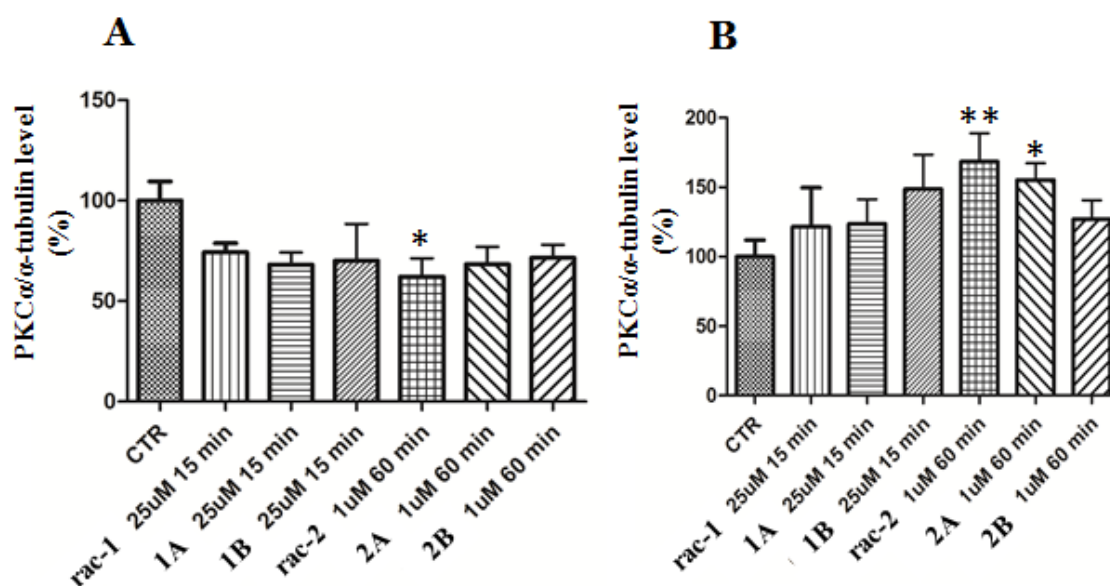 A
PKCα/α-tubulin level
(%)
150
100
50
0
*
CTR
rac-1 25uM 15 min
1A 25uM 15 min
1B 25uM 15 min
rac-2 1uM 60 min
2A 1uM 60 min
2B 1uM 60 min
B
PKCα/α-tubulin level
(%)
200
150
100
50
0
**
*
CTR
rac-1 25uM 15 min
1A 25uM 15 min
1B 25uM 15 min
rac-2 1uM 60 min
2A 1uM 60 min
2B 1uM 60 min